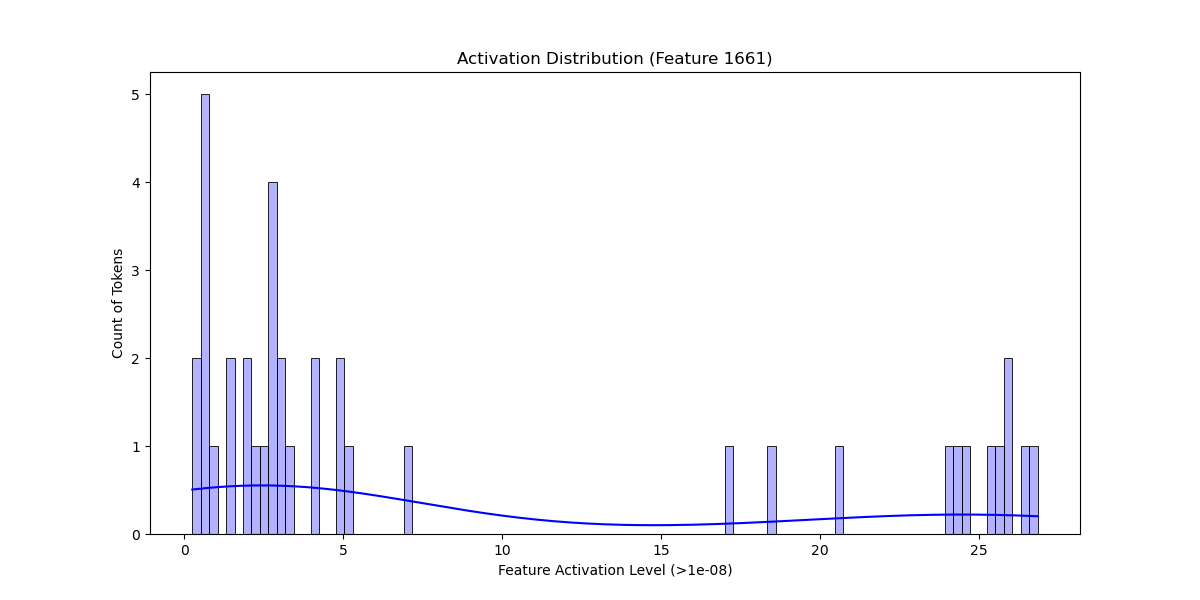 Activation Distribution (Feature 1661)
5
4
3
2
1
0
Count of Tokens
0 5 10 15 20 25
Feature Activation Level (>1e-08)